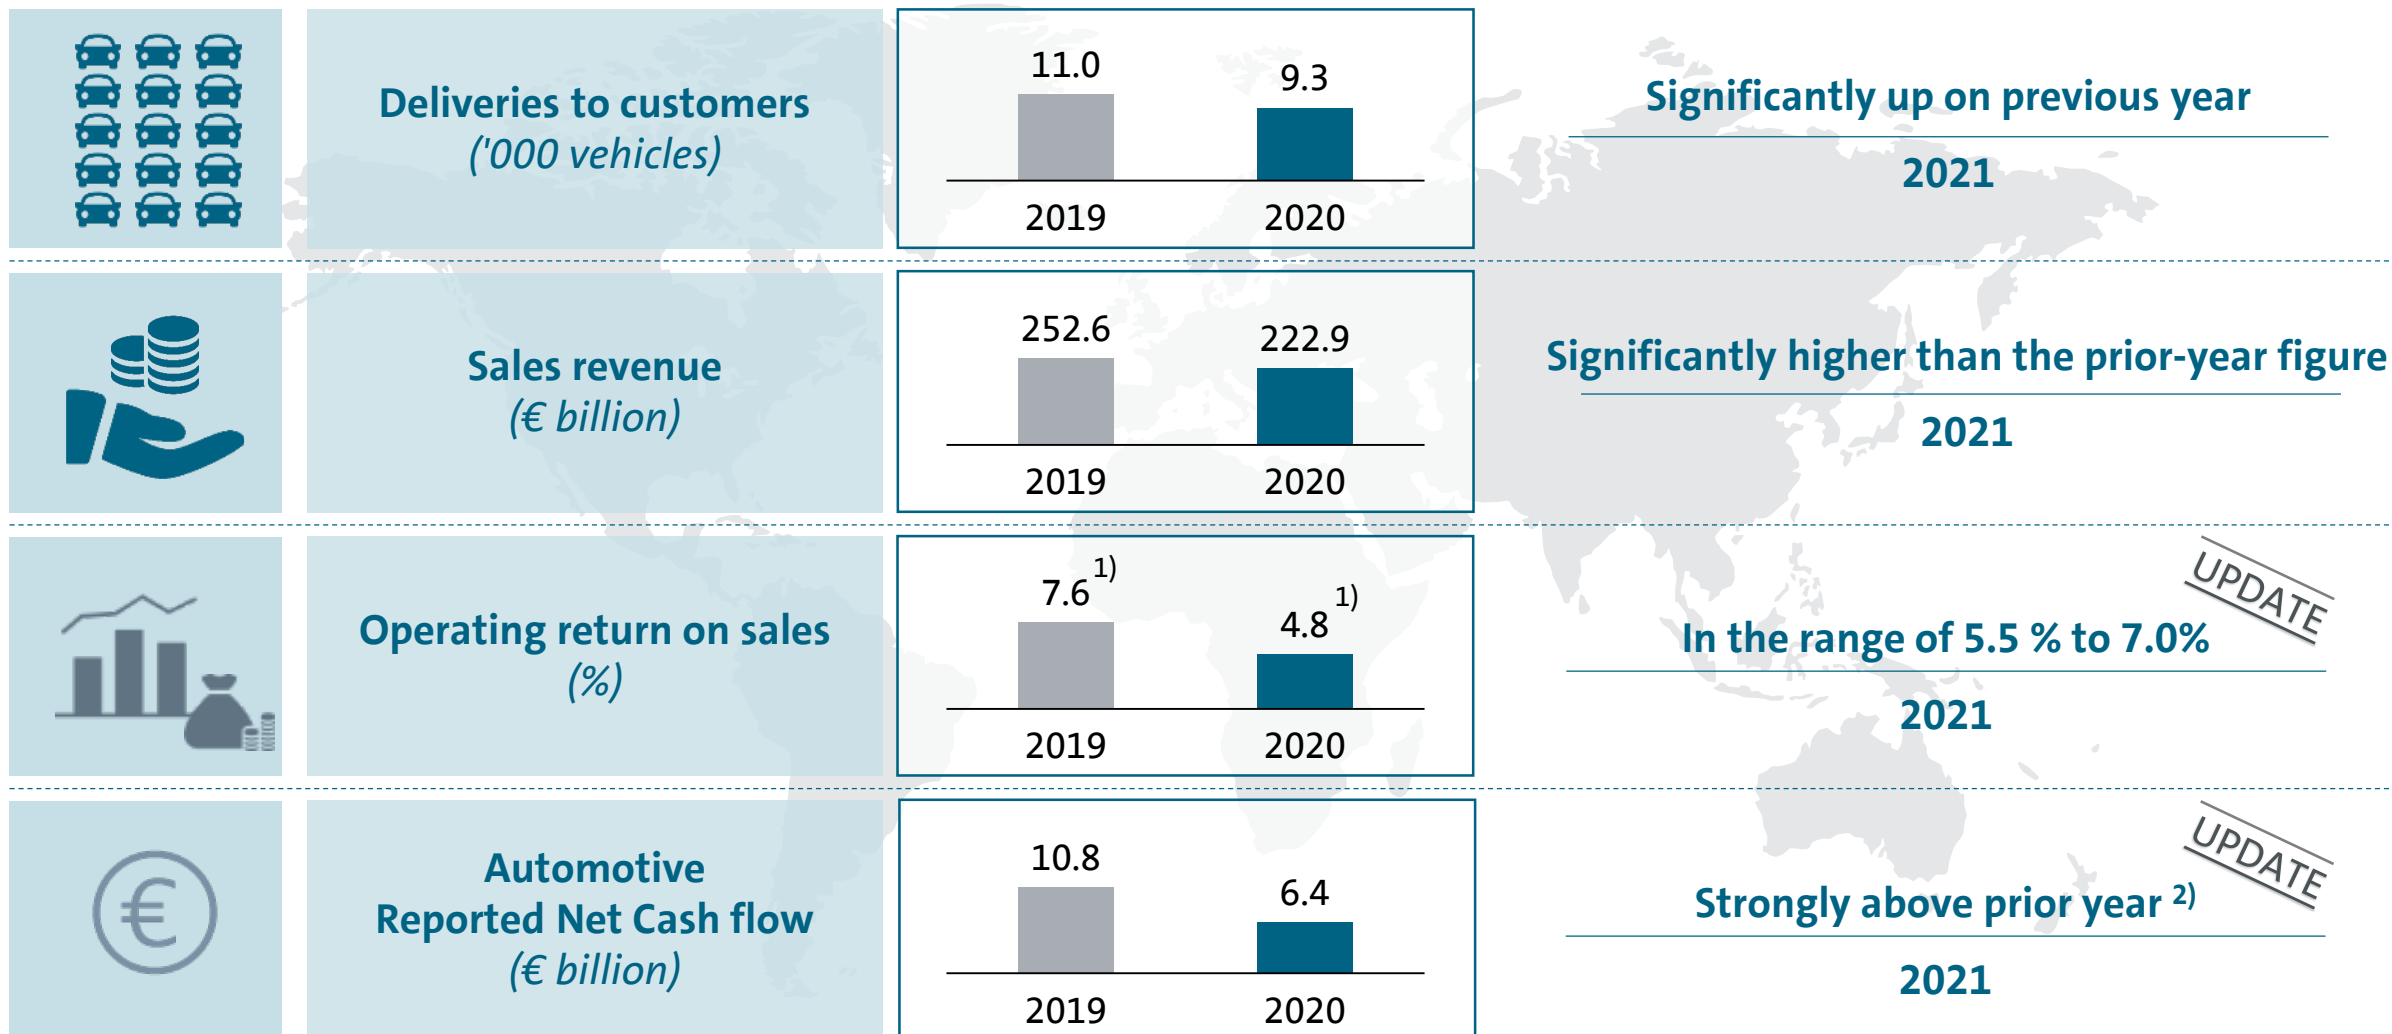 Deliveries to customers
('000 vehicles)
11.0
9.3
2019
2020
Significantly up on previous year
2021
Sales revenue
(€ billion)
252.6
222.9
2019
2020
Significantly higher than the prior-year figure
2021
Operating return on sales
(%)
7.6 1)
4.8 1)
2019
2020
UPDATE
In the range of 5.5 % to 7.0%
2021
€
Automotive
Reported Net Cash flow
(€ billion)
10.8
6.4
2019
2020
UPDATE
Strongly above prior year 2)
2021